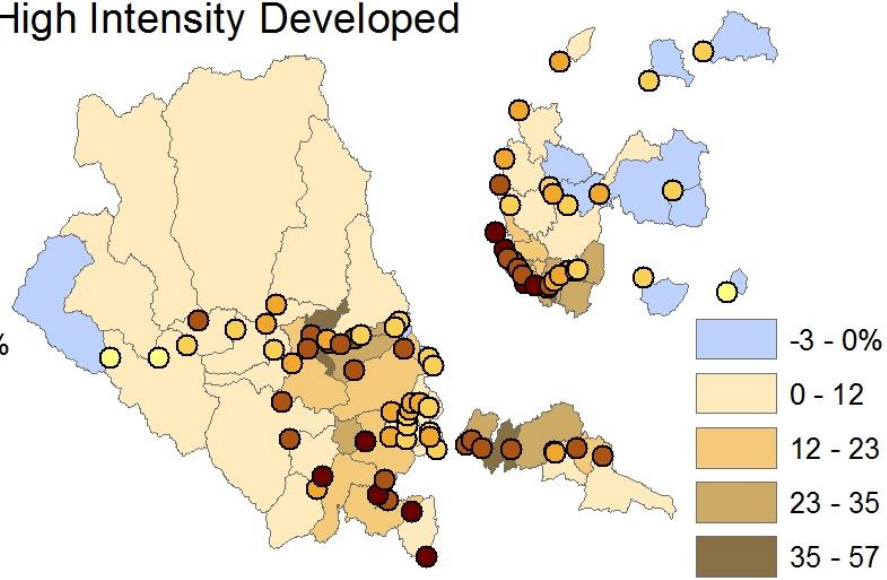 High Intensity Developed
%
-3 - 0%
0 - 12
12 - 23
23 - 35
35 - 57